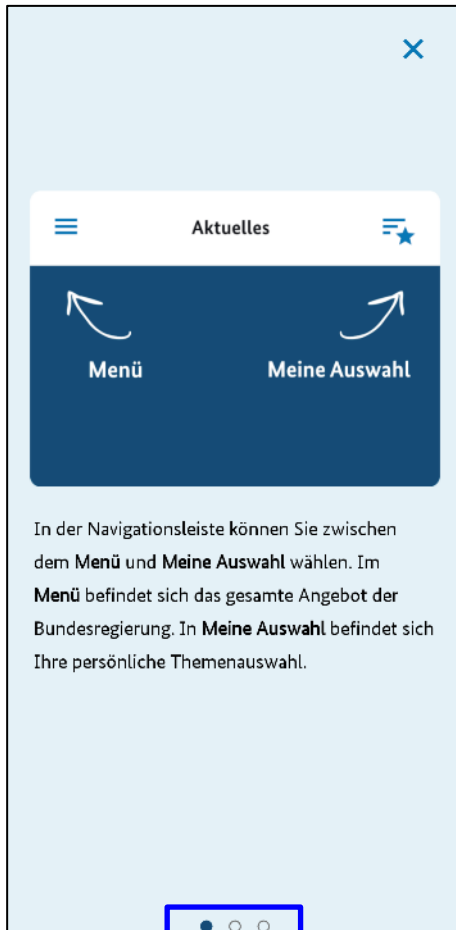 Aktuelles
Menü
Meine Auswahl
In der Navigationsleiste können Sie zwischen
dem Menü und Meine Auswahl wählen. Im
Menü befindet sich das gesamte Angebot der
Bundesregierung. In Meine Auswahl befindet sich
Ihre persönliche Themenauswahl.